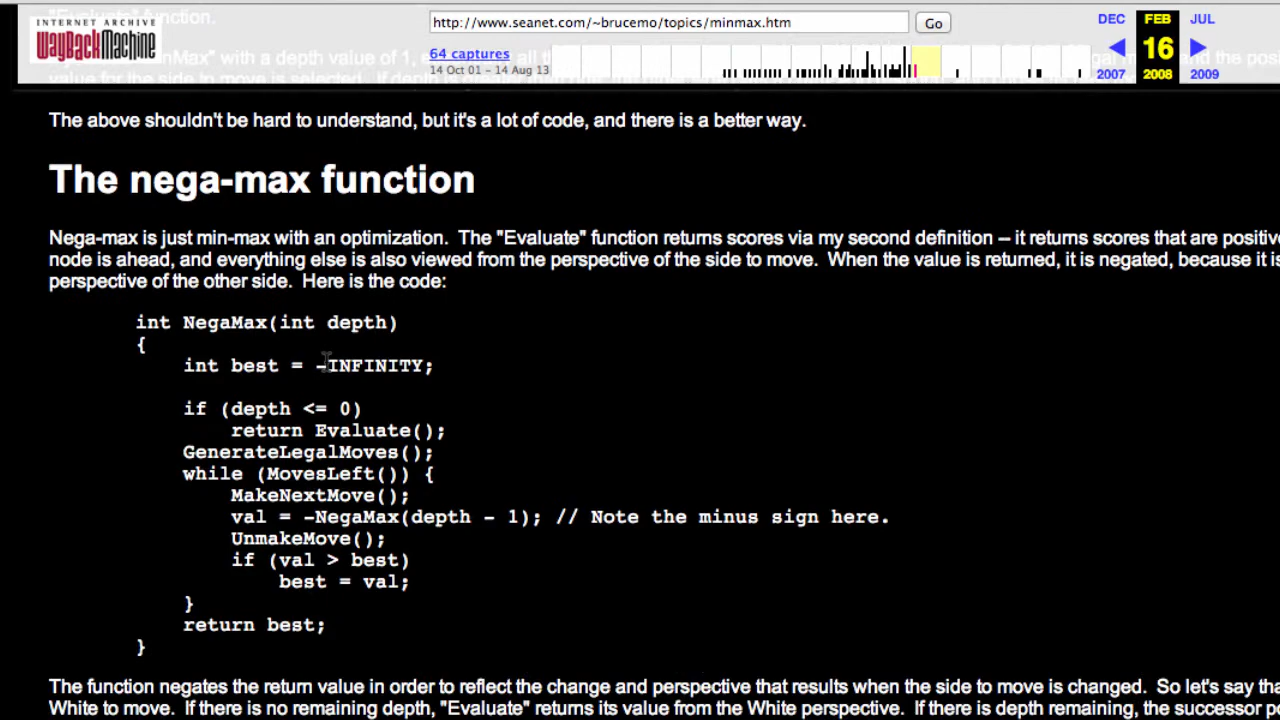 INTERNET ARCHIVE
WayBackMachine
http://www.seanet.com/~brucemo/topics/minmax.htm
Go
64 captures
14 Oct 01 – 14 Aug 13
DEC FEB JUL
16
2007 2008 2009
"Evaluate" function.
The above shouldn't be hard to understand, but it's a lot of code, and there is a better way.
The nega-max function
Nega-max is just min-max with an optimization.  The "Evaluate" function returns scores via my second definition – it returns scores that are positive
node is ahead, and everything else is also viewed from the perspective of the side to move.  When the value is returned, it is negated, because it is
perspective of the other side.  Here is the code:
int NegaMax(int depth)
{
    int best = -INFINITY;
    if (depth <= 0)
        return Evaluate();
    GenerateLegalMoves();
    while (MovesLeft()) {
        MakeNextMove();
        val = -NegaMax(depth - 1); // Note the minus sign here.
        UnmakeMove();
        if (val > best)
            best = val;
    }
    return best;
}
The function negates the return value in order to reflect the change and perspective that results when the side to move is changed.  So let's say
White to move.  If there is no remaining depth, "Evaluate" returns its value from the White perspective.  If there is depth remaining, the successor